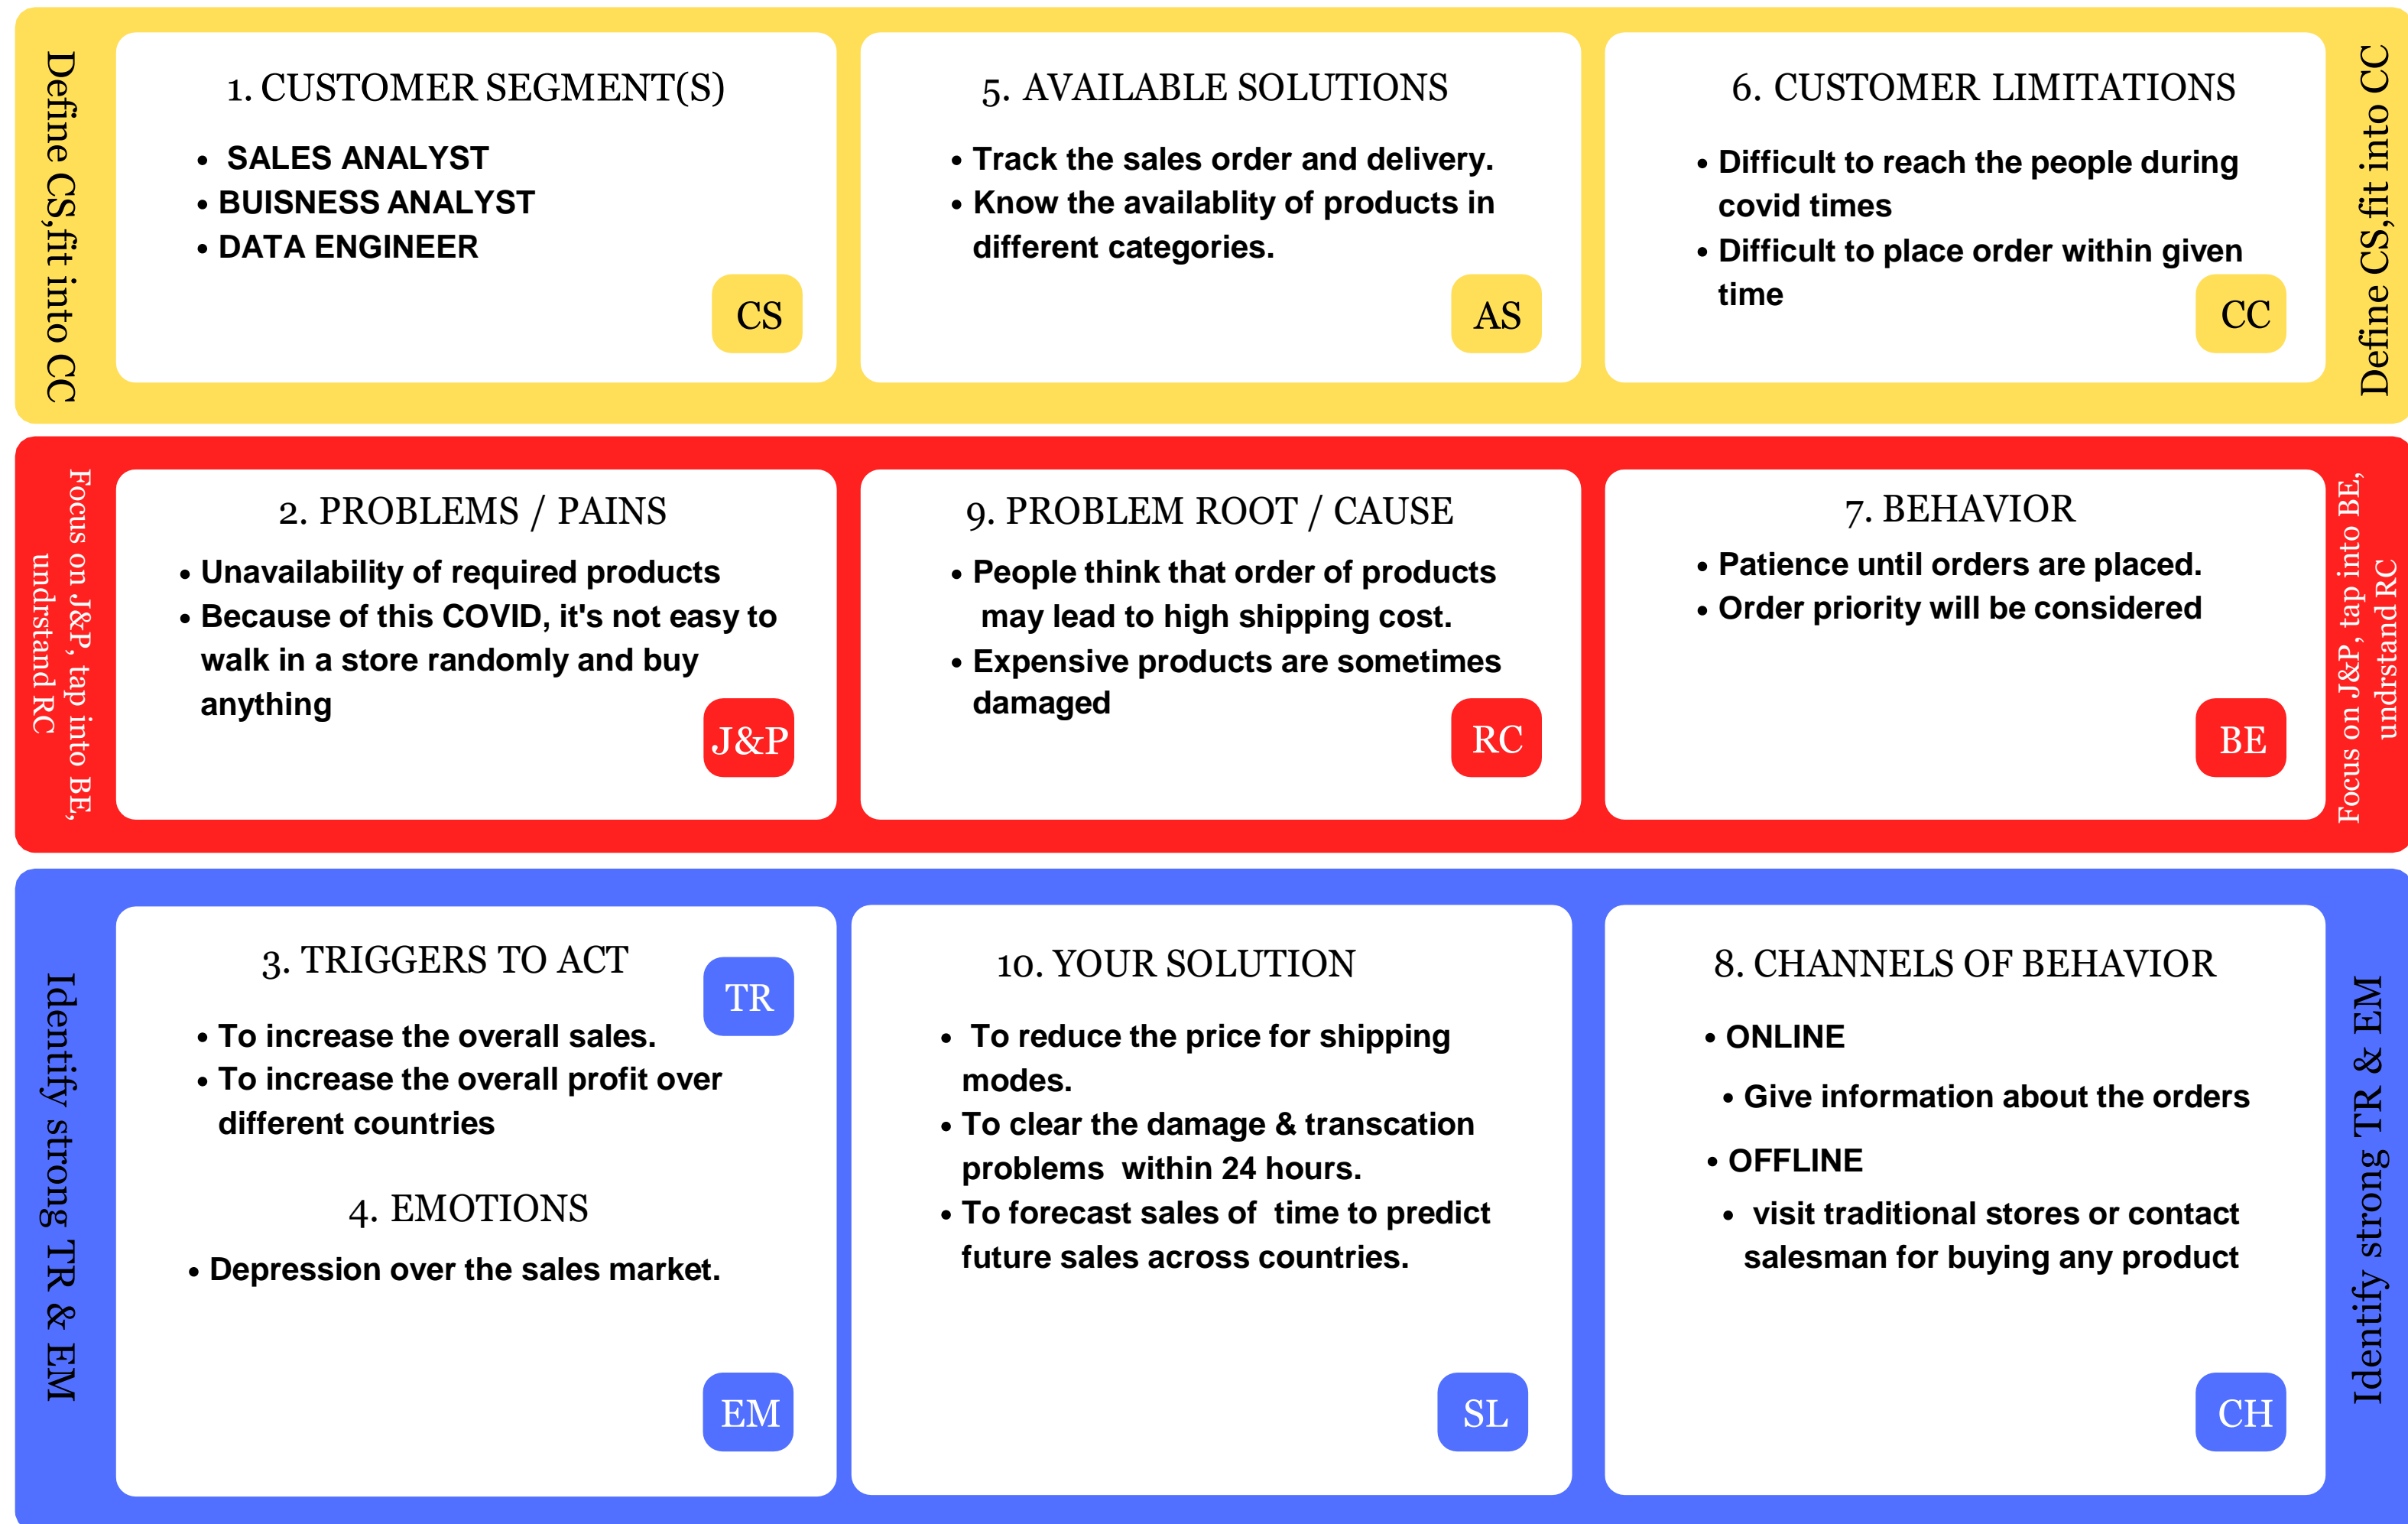 Define CS,fit into CC
1. CUSTOMER SEGMENT(S)
• SALES ANALYST
• BUISNESS ANALYST
• DATA ENGINEER
CS
5. AVAILABLE SOLUTIONS
• Track the sales order and delivery.
• Know the availablity of products in
different categories.
AS
6. CUSTOMER LIMITATIONS
• Difficult to reach the people during
covid times
• Difficult to place order within given
time
CC
Define CS,fit into CC
Focus on J&P, tap into BE,
undrstand RC
2. PROBLEMS / PAINS
• Unavailability of required products
• Because of this COVID, it's not easy to
walk in a store randomly and buy
anything
J&P
9. PROBLEM ROOT / CAUSE
• People think that order of products
may lead to high shipping cost.
• Expensive products are sometimes
damaged
RC
7. BEHAVIOR
• Patience until orders are placed.
• Order priority will be considered
BE
Focus on J&P, tap into BE,
undrstand RC
Identify strong TR & EM
3. TRIGGERS TO ACT
TR
• To increase the overall sales.
• To increase the overall profit over
different countries
4. EMOTIONS
• Depression over the sales market.
EM
10. YOUR SOLUTION
• To reduce the price for shipping
modes.
• To clear the damage & transcation
problems within 24 hours.
• To forecast sales of time to predict
future sales across countries.
SL
8. CHANNELS OF BEHAVIOR
• ONLINE
• Give information about the orders
• OFFLINE
• visit traditional stores or contact
salesman for buying any product
CH
Identify strong TR & EM